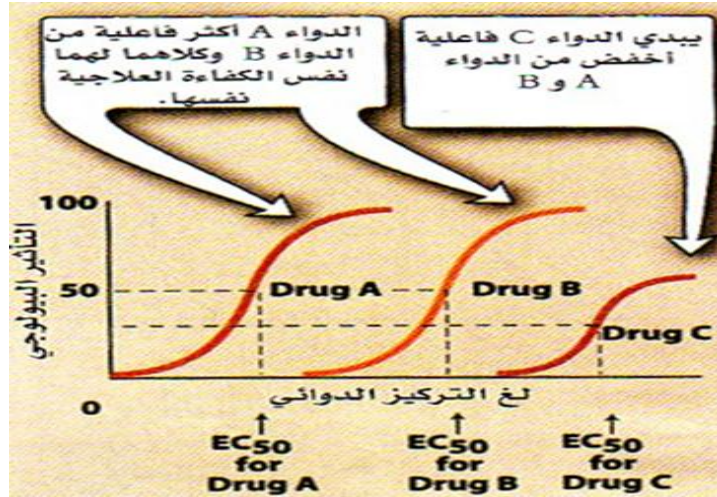 الدواء A أكثر فاعلية من
الدواء B وكلاهما لهما
نفس الكفاءة العلاجية
نفسها.
يبدي الدواء C فاعلية
أخفض من الدواء
A و B
100
التأثير البيولوجي
50
0
Drug A
Drug B
Drug C
لغ التركيز الدوائي
EC50
for
Drug A
EC50
for
Drug B
EC50
for
Drug C